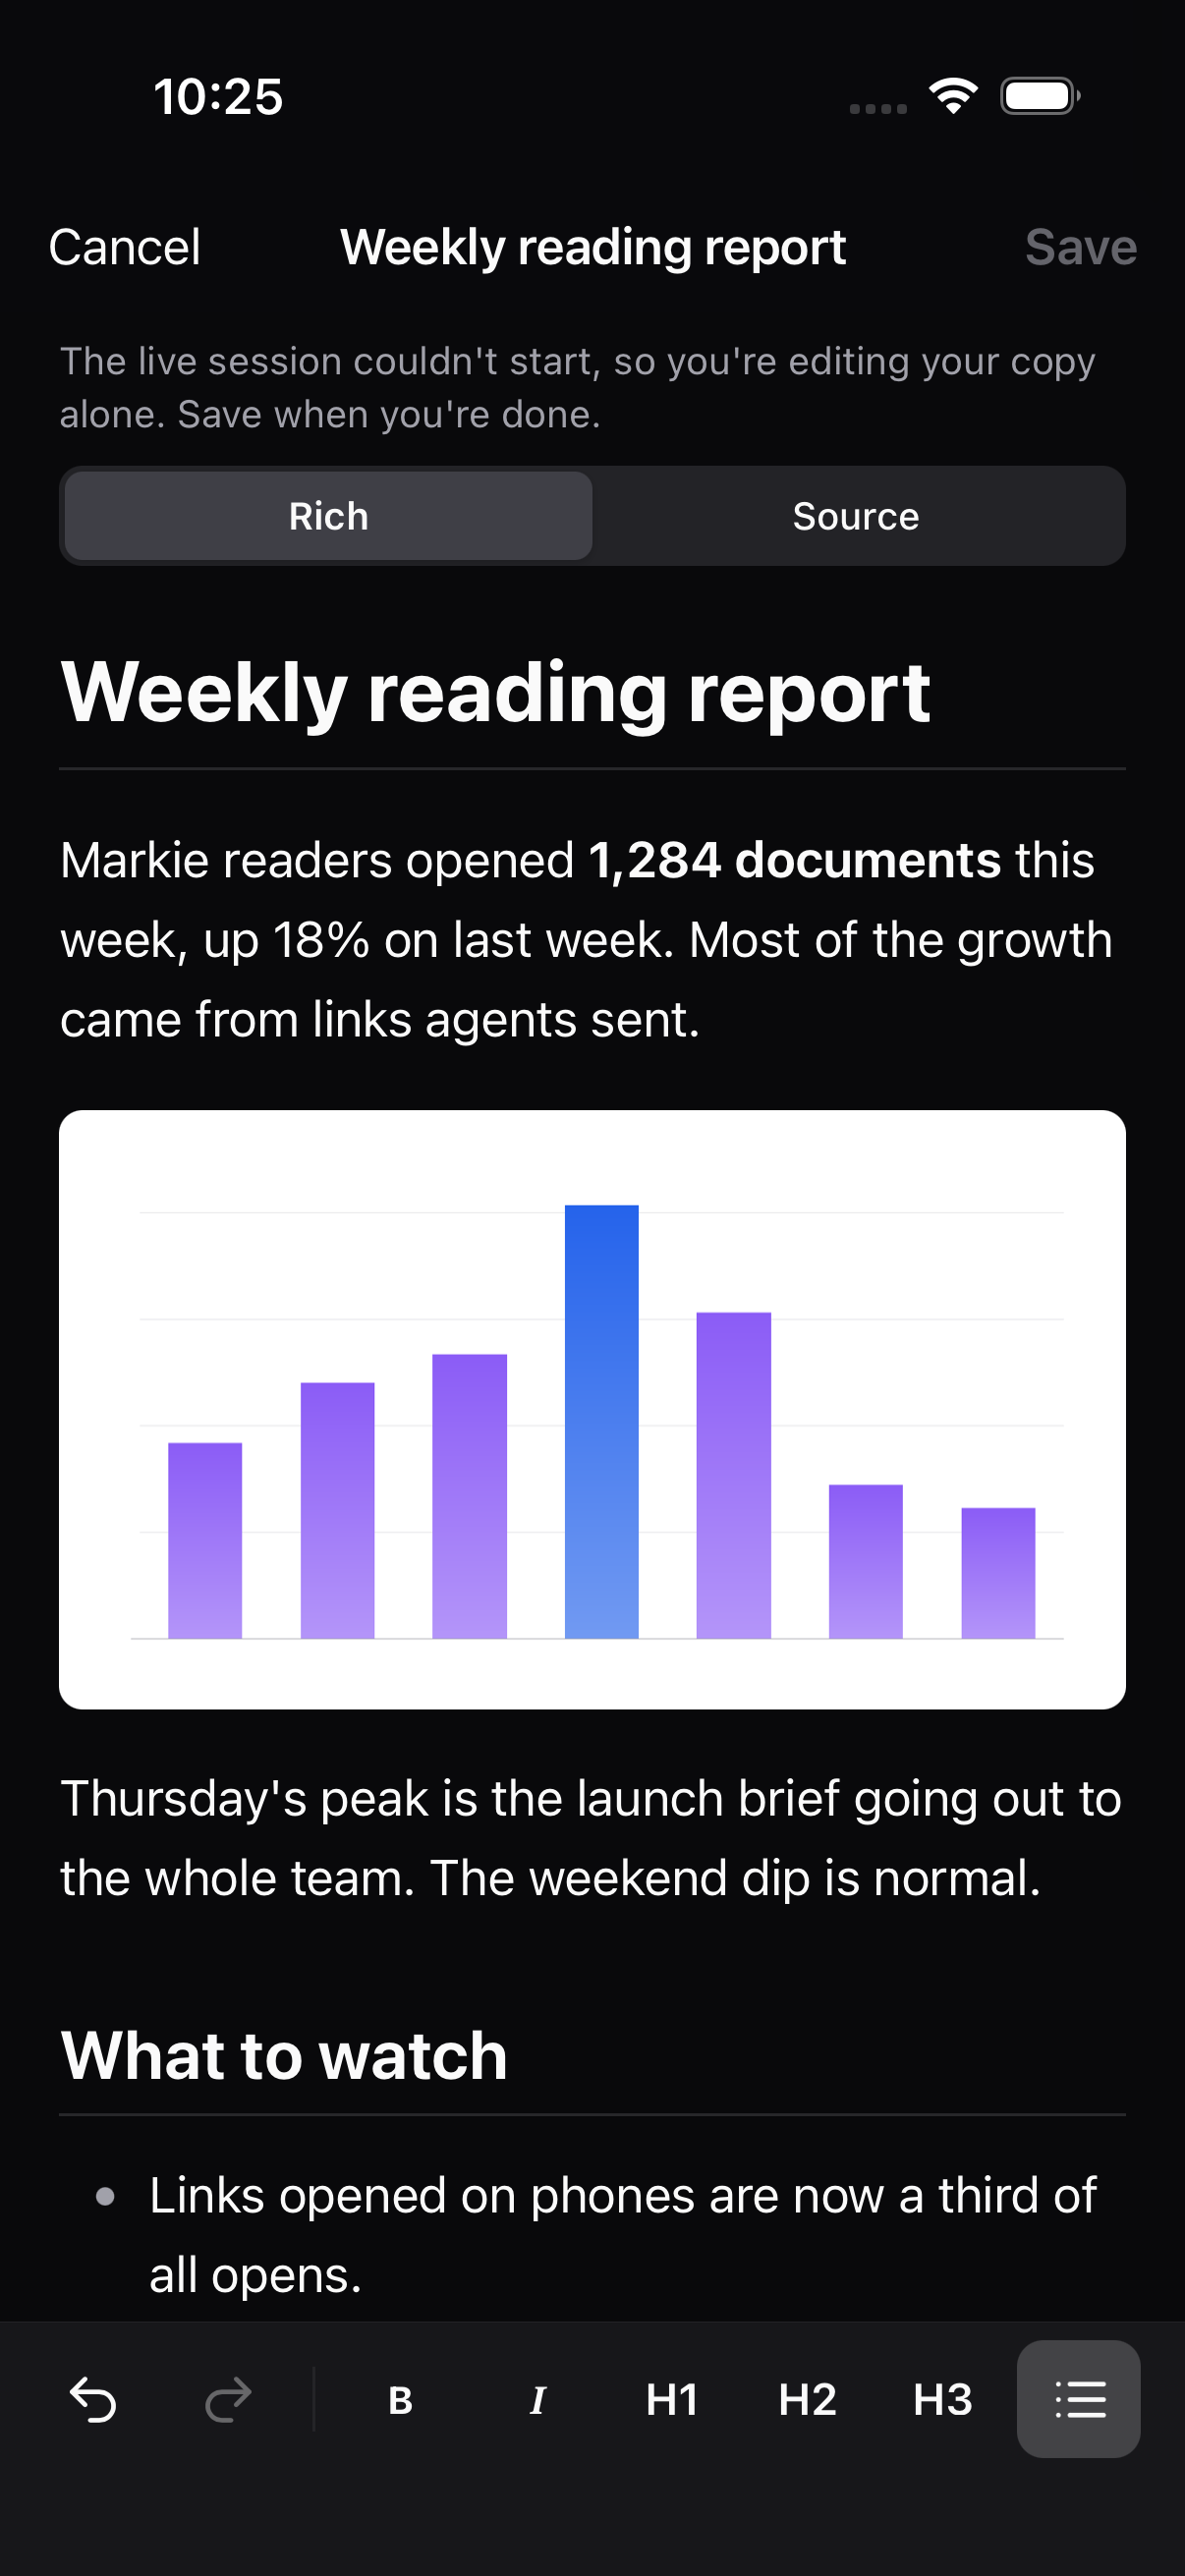 10:25
Cancel
Weekly reading report
Save
The live session couldn't start, so you're editing your copy
alone. Save when you're done.
Rich
Source
Weekly reading report
Markie readers opened 1,284 documents this
week, up 18% on last week. Most of the growth
came from links agents sent.
Thursday's peak is the launch brief going out to
the whole team. The weekend dip is normal.
What to watch
Links opened on phones are now a third of
all opens.
B
I
H1
H2
H3